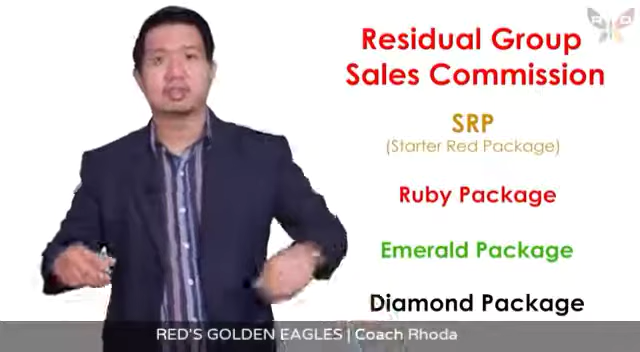 Residual Group
Sales Commission
SRP
(Starter Red Package)
Ruby Package
Emerald Package
Diamond Package
RED'S GOLDEN EAGLES | Coach Rhoda